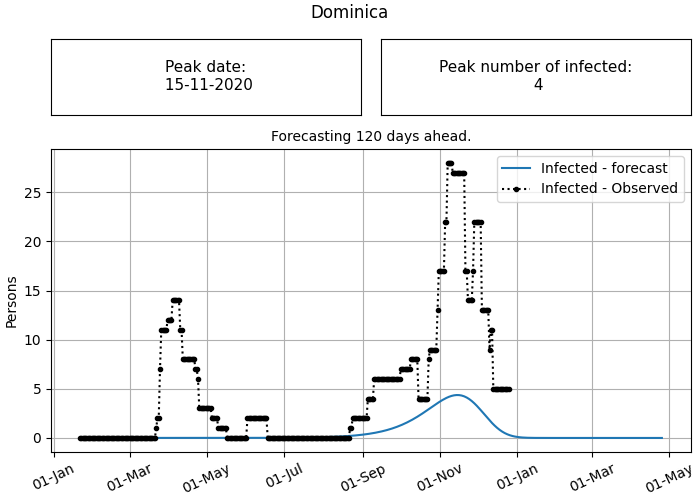 Dominica
Peak date:
15-11-2020
Peak number of infected:
4
Forecasting 120 days ahead.
Infected - forecast
Infected - Observed
Persons
25
20
15
10
5
0
01-Jan
01-Mar
01-May
01-Jul
01-Sep
01-Nov
01-Jan
01-Mar
01-May